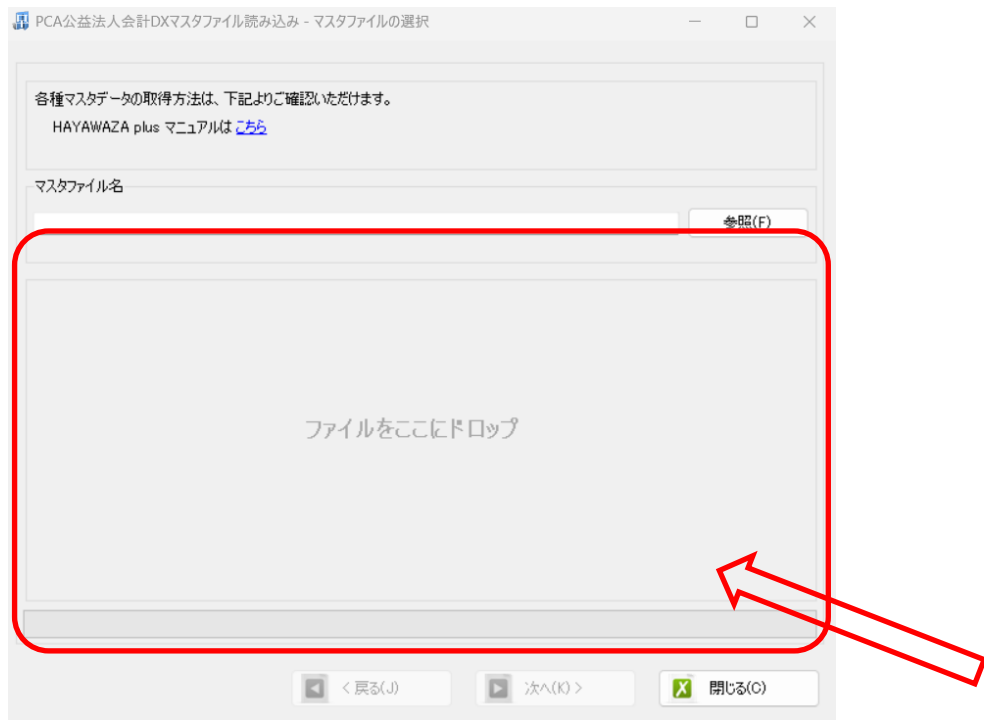 PCA公益法人会計DXマスタファイル読み込み - マスタファイルの選択
各種マスタデータの取得方法は、下記よりご確認いただけます。
HAYAWAZA plus マニュアルは こちら
マスタファイル名
参照(F)
ファイルをここにドロップ
< 戻る(J)
次へ(K) >
閉じる(C)